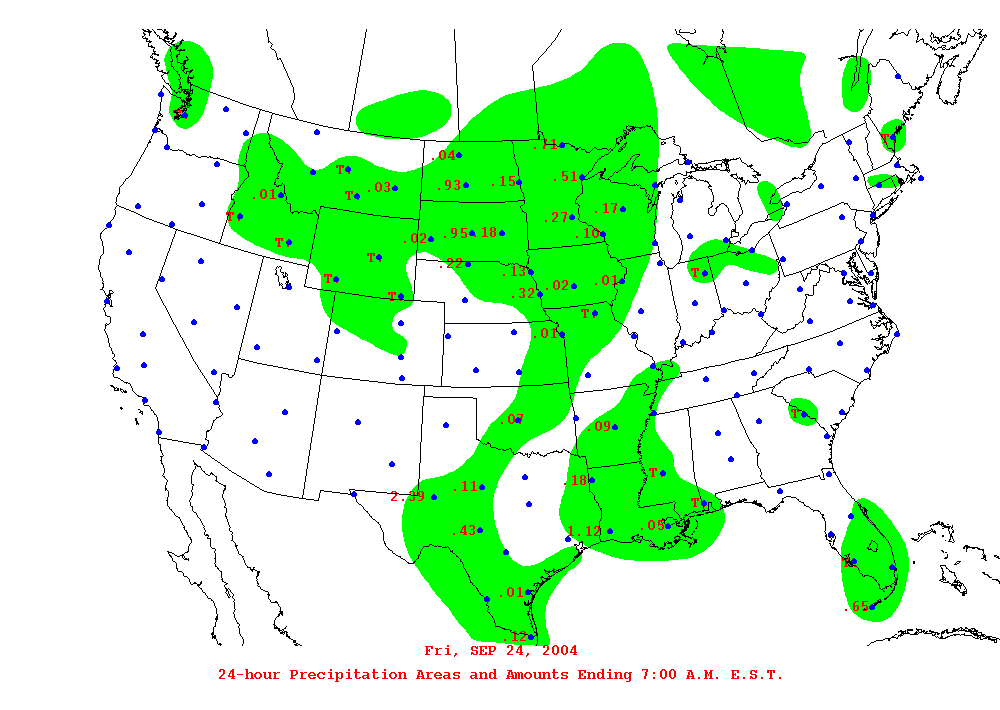 T
.04 .71
T .03 .93 .15 .51
.01
T .27 .17
T .02 .95 .18 .10
T .22 .13 T
T .32 .02 .01
T
.01
.07 .09 T
.11 .18 T
2.39
.43 1.12 .05 T
.01
.65
.12
Fri, SEP 24, 2004
24-hour Precipitation Areas and Amounts Ending 7:00 A.M. E.S.T.